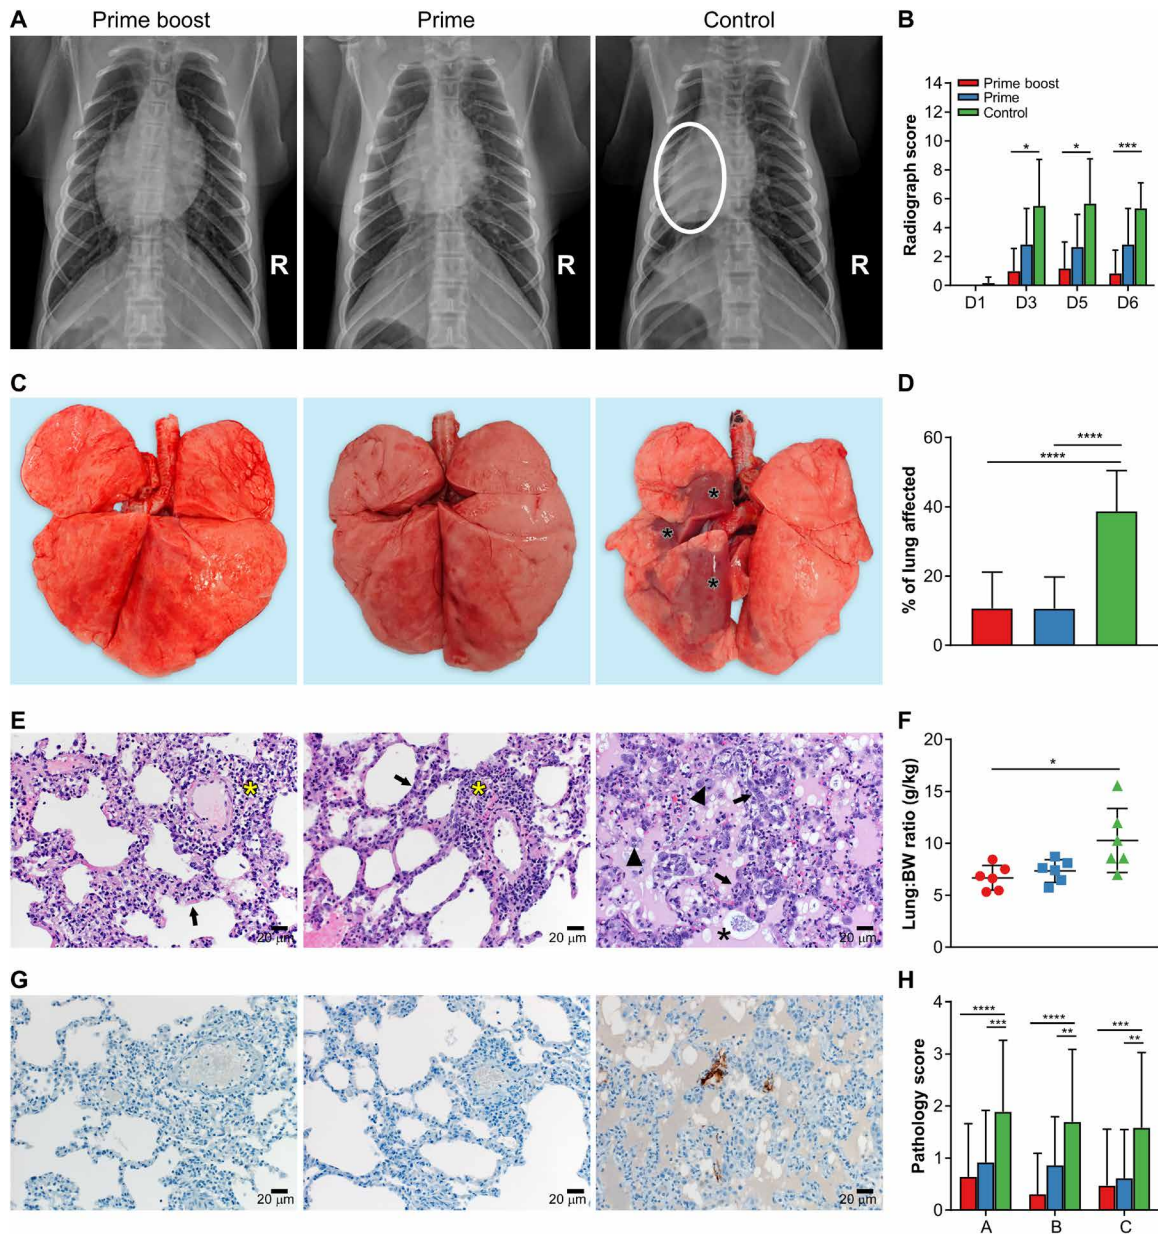 A
Prime boost
Prime
Control
R
R
R
B
Radiograph score
14
12
10
8
6
4
2
0
Prime boost
Prime
Control
*
*
***
D1
D3
D5
D6
C
*
*
*
D
% of lung affected
60
40
20
0
****
****
E
*
20 µm
*
20 µm
*
20 µm
F
Lung:BW ratio (g/kg)
20
15
10
5
0
*
G
20 µm
20 µm
20 µm
H
Pathology score
4
3
2
1
0
****
***
****
**
***
**
A
B
C